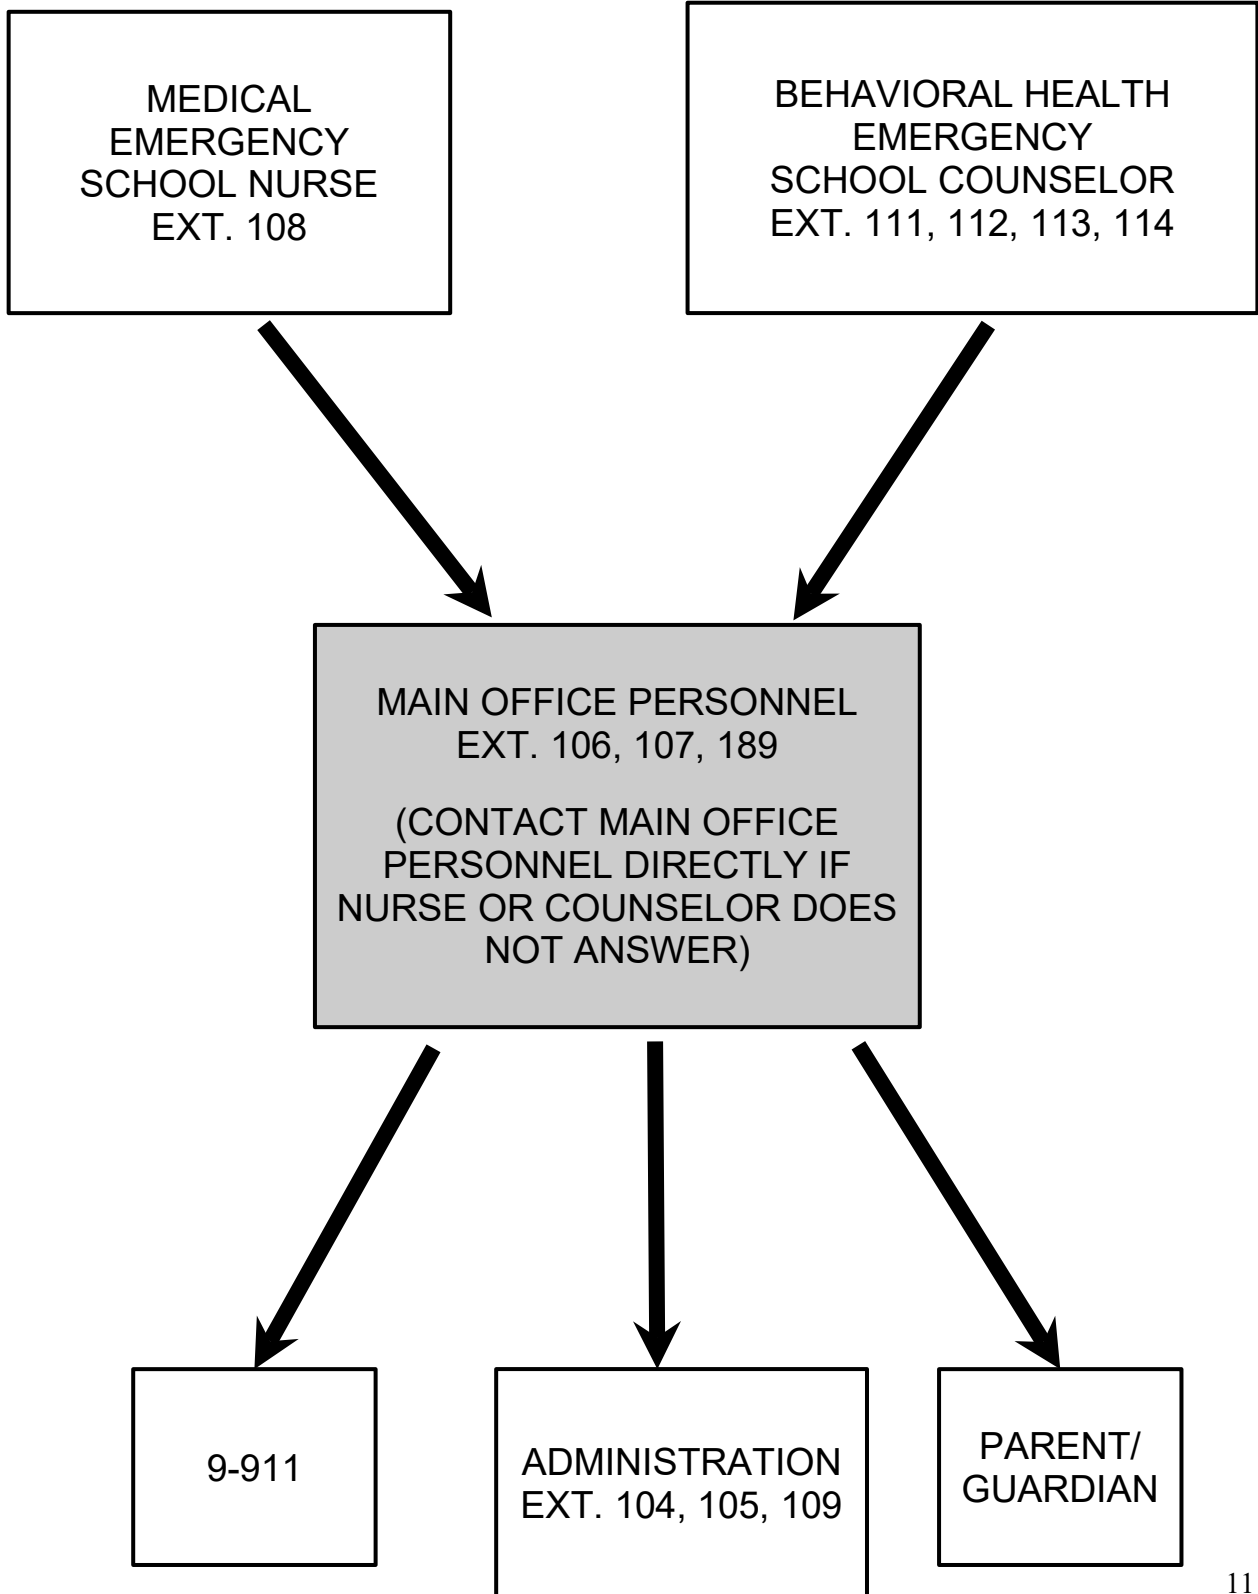 MEDICAL
EMERGENCY
SCHOOL NURSE
EXT. 108
BEHAVIORAL HEALTH
EMERGENCY
SCHOOL COUNSELOR
EXT. 111, 112, 113, 114
MAIN OFFICE PERSONNEL
EXT. 106, 107, 189
(CONTACT MAIN OFFICE
PERSONNEL DIRECTLY IF
NURSE OR COUNSELOR DOES
NOT ANSWER)
9-911
ADMINISTRATION
EXT. 104, 105, 109
PARENT/
GUARDIAN
11